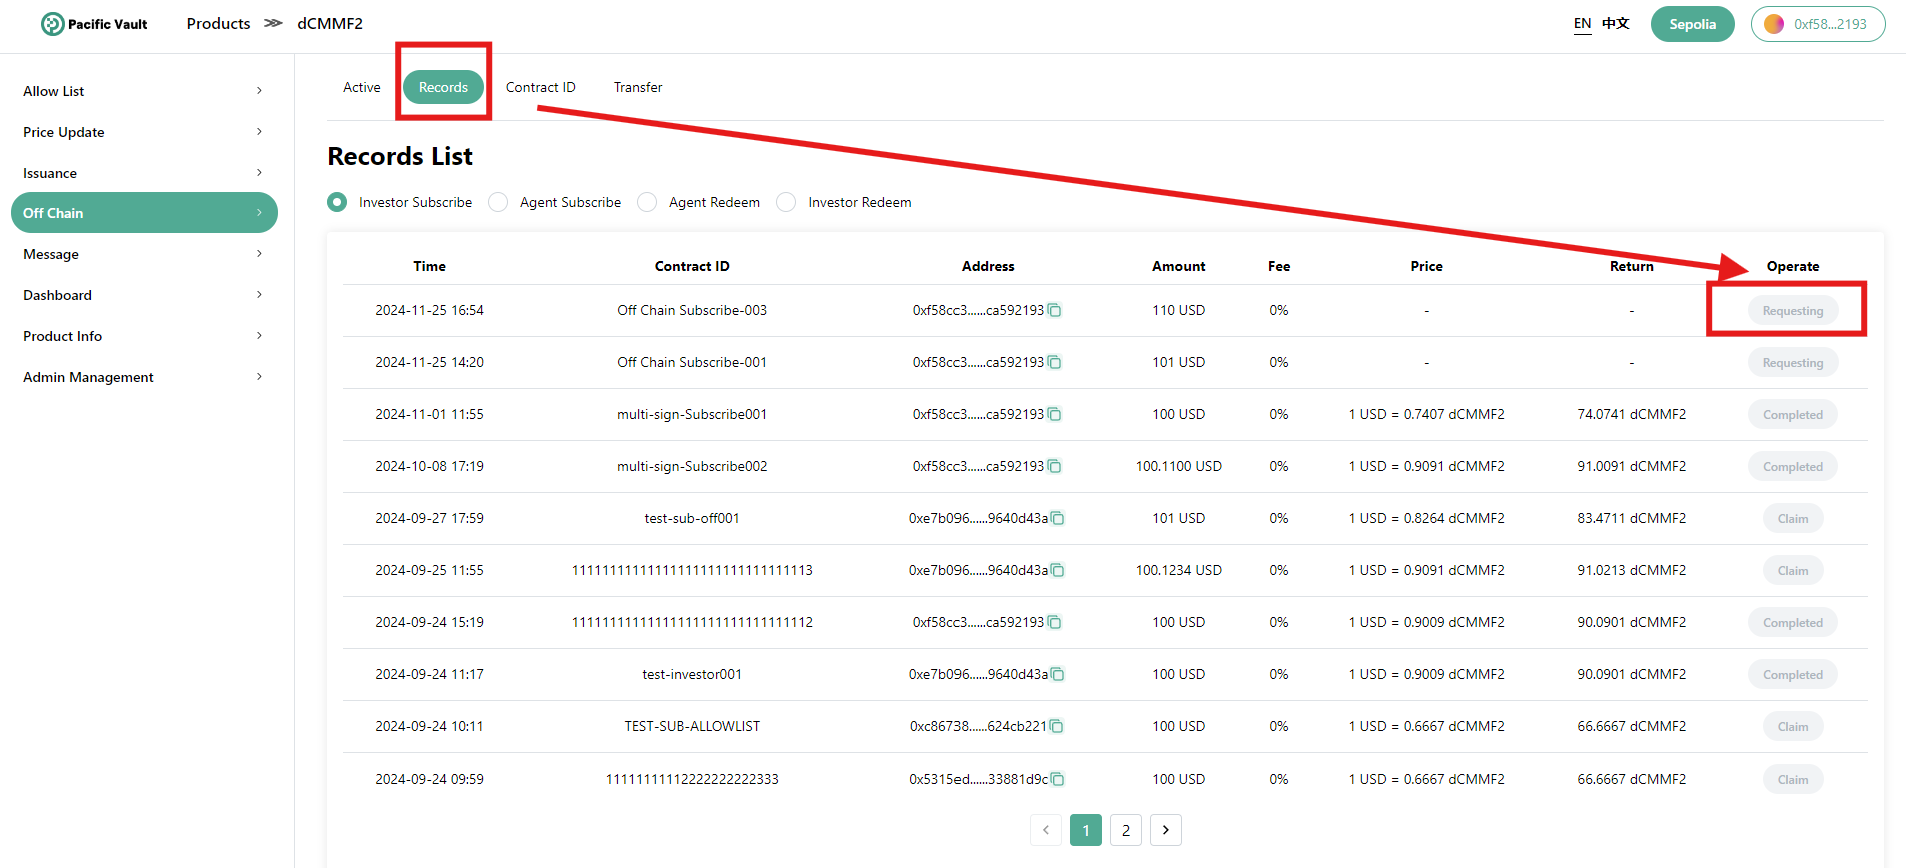 Pacific Vault Products dCMMF2 EN 中文 Sepolia 0xf58...2193
Allow List
Price Update
Issuance
Off Chain
Message
Dashboard
Product Info
Admin Management
Active Records Contract ID Transfer
Records List
Investor Subscribe Agent Subscribe Agent Redeem Investor Redeem
Time Contract ID Address Amount Fee Price Return Operate
2024-11-25 16:54 Off Chain Subscribe-003 0xf58cc3......ca592193 110 USD 0% - - Requesting
2024-11-25 14:20 Off Chain Subscribe-001 0xf58cc3......ca592193 101 USD 0% - - Requesting
2024-11-01 11:55 multi-sign-Subscribe001 0xf58cc3......ca592193 100 USD 0% 1 USD = 0.7407 dCMMF2 74.0741 dCMMF2 Completed
2024-10-08 17:19 multi-sign-Subscribe002 0xf58cc3......ca592193 100.1100 USD 0% 1 USD = 0.9091 dCMMF2 91.0091 dCMMF2 Completed
2024-09-27 17:59 test-sub-off001 0xe7b096......9640d43a 101 USD 0% 1 USD = 0.8264 dCMMF2 83.4711 dCMMF2 Claim
2024-09-25 11:55 11111111111111111111111111111113 0xe7b096......9640d43a 100.1234 USD 0% 1 USD = 0.9091 dCMMF2 91.0213 dCMMF2 Claim
2024-09-24 15:19 11111111111111111111111111111112 0xf58cc3......ca592193 100 USD 0% 1 USD = 0.9009 dCMMF2 90.0901 dCMMF2 Completed
2024-09-24 11:17 test-investor001 0xe7b096......9640d43a 100 USD 0% 1 USD = 0.9009 dCMMF2 90.0901 dCMMF2 Completed
2024-09-24 10:11 TEST-SUB-ALLOWLIST 0xc86738......624cb221 100 USD 0% 1 USD = 0.6667 dCMMF2 66.6667 dCMMF2 Claim
2024-09-24 09:59 11111111112222222222333 0x5315ed......33881d9c 100 USD 0% 1 USD = 0.6667 dCMMF2 66.6667 dCMMF2 Claim
1 2